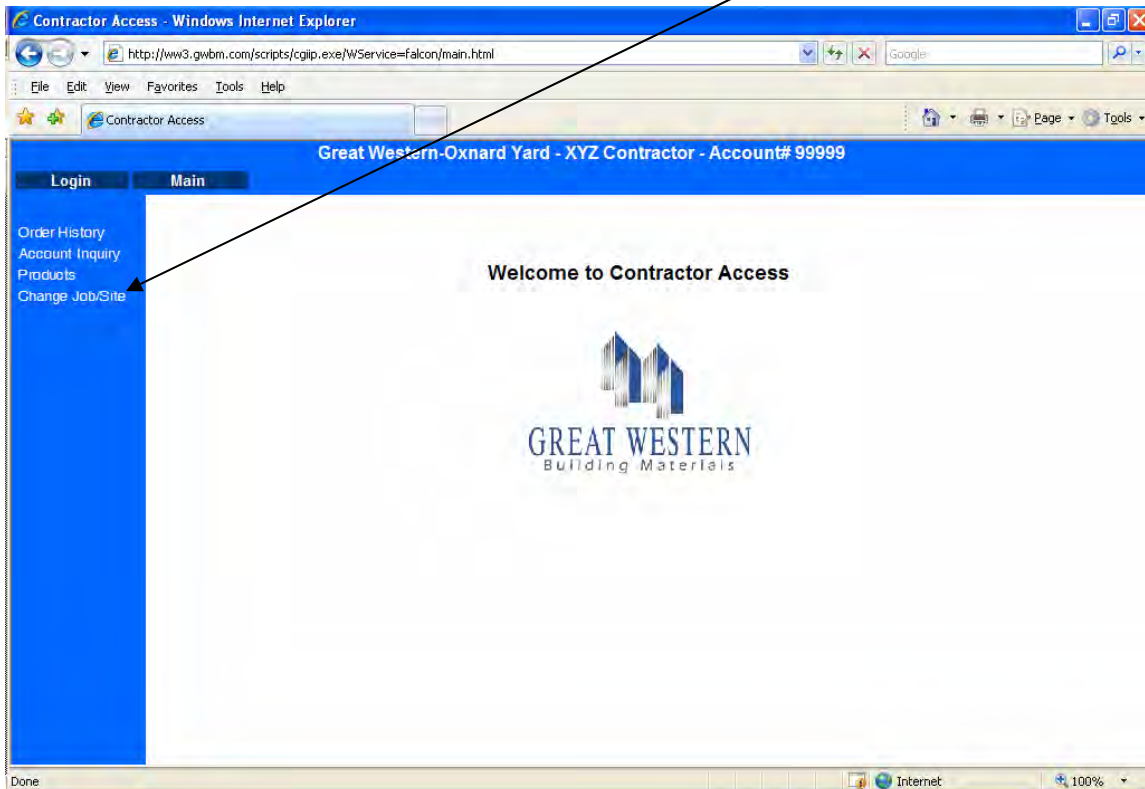 Contractor Access - Windows Internet Explorer
http://ww3.gwbm.com/scripts/cgiip.exe/WService=falcon/main.html
Google
File Edit View Favorites Tools Help
Contractor Access
Page Tools
Great Western-Oxnard Yard - XYZ Contractor - Account# 99999
Login Main
Order History
Account Inquiry
Products
Change Job/Site
Welcome to Contractor Access
GREAT WESTERN
Building Materials
Done Internet 100%